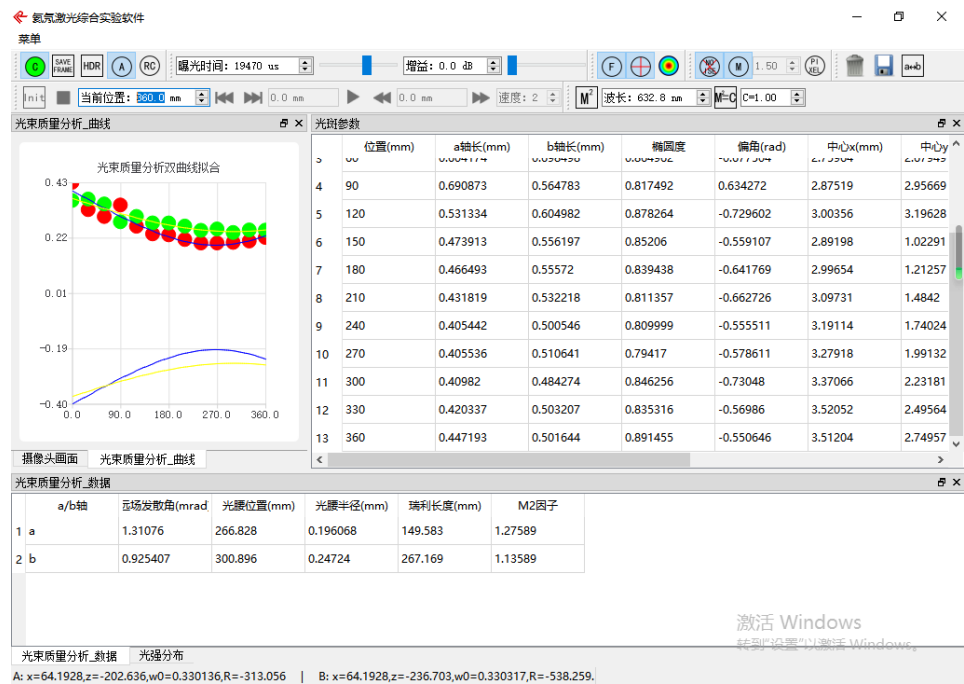 氦氖激光综合实验软件
菜单
C SAVE FRAME HDR A RC 曝光时间: 19470 us 增益: 0.0 dB F M 1.50 PI XEL a↔b
Init 当前位置: 360.0 mm 0.0 mm 0.0 mm 速度: 2 M² 波长: 632.8 nm M²=C C=1.00
光束质量分析_曲线
光束质量分析双曲线拟合
0.43
0.22
0.01
-0.19
-0.40
0.0 90.0 180.0 270.0 360.0
摄像头画面 光束质量分析_曲线
光斑参数
位置(mm) a轴长(mm) b轴长(mm) 椭圆度 偏角(rad) 中心x(mm) 中心y
4 90 0.690873 0.564783 0.817492 0.634272 2.87519 2.95669
5 120 0.531334 0.604982 0.878264 -0.729602 3.00356 3.19628
6 150 0.473913 0.556197 0.85206 -0.559107 2.89198 1.02291
7 180 0.466493 0.55572 0.839438 -0.641769 2.99654 1.21257
8 210 0.431819 0.532218 0.811357 -0.662726 3.09731 1.4842
9 240 0.405442 0.500546 0.809999 -0.555511 3.19114 1.74024
10 270 0.405536 0.510641 0.79417 -0.578611 3.27918 1.99132
11 300 0.40982 0.484274 0.846256 -0.73048 3.37066 2.23181
12 330 0.420337 0.503207 0.835316 -0.56986 3.52052 2.49564
13 360 0.447193 0.501644 0.891455 -0.550646 3.51204 2.74957
光束质量分析_数据
a/b轴 远场发散角(mrad) 光腰位置(mm) 光腰半径(mm) 瑞利长度(mm) M2因子
1 a 1.31076 266.828 0.196068 149.583 1.27589
2 b 0.925407 300.896 0.24724 267.169 1.13589
激活 Windows
转到"设置"以激活 Windows。
光束质量分析_数据 光强分布
A: x=64.1928,z=-202.636,w0=0.330136,R=-313.056 | B: x=64.1928,z=-236.703,w0=0.330317,R=-538.259.